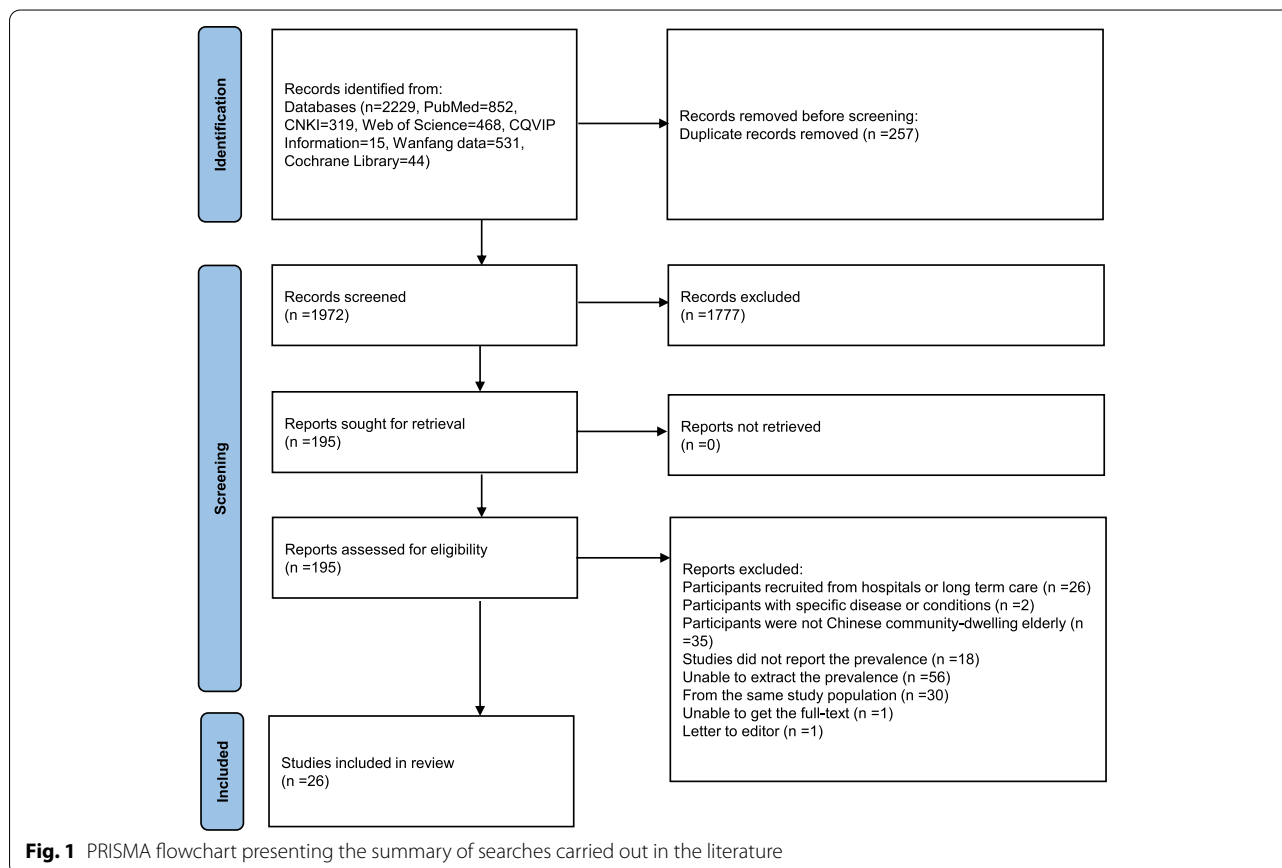 Identification
Records identified from:
Databases (n=2229, PubMed=852,
CNKI=319, Web of Science=468, CQVIP
Information=15, Wanfang data=531,
Cochrane Library=44)
Records removed before screening:
Duplicate records removed (n =257)
Screening
Records screened
(n =1972)
Records excluded
(n =1777)
Reports sought for retrieval
(n =195)
Reports not retrieved
(n =0)
Reports assessed for eligibility
(n =195)
Reports excluded:
Participants recruited from hospitals or long term care (n =26)
Participants with specific disease or conditions (n =2)
Participants were not Chinese community-dwelling elderly (n
=35)
Studies did not report the prevalence (n =18)
Unable to extract the prevalence (n =56)
From the same study population (n =30)
Unable to get the full-text (n =1)
Letter to editor (n =1)
Included
Studies included in review
(n =26)
Fig. 1 PRISMA flowchart presenting the summary of searches carried out in the literature